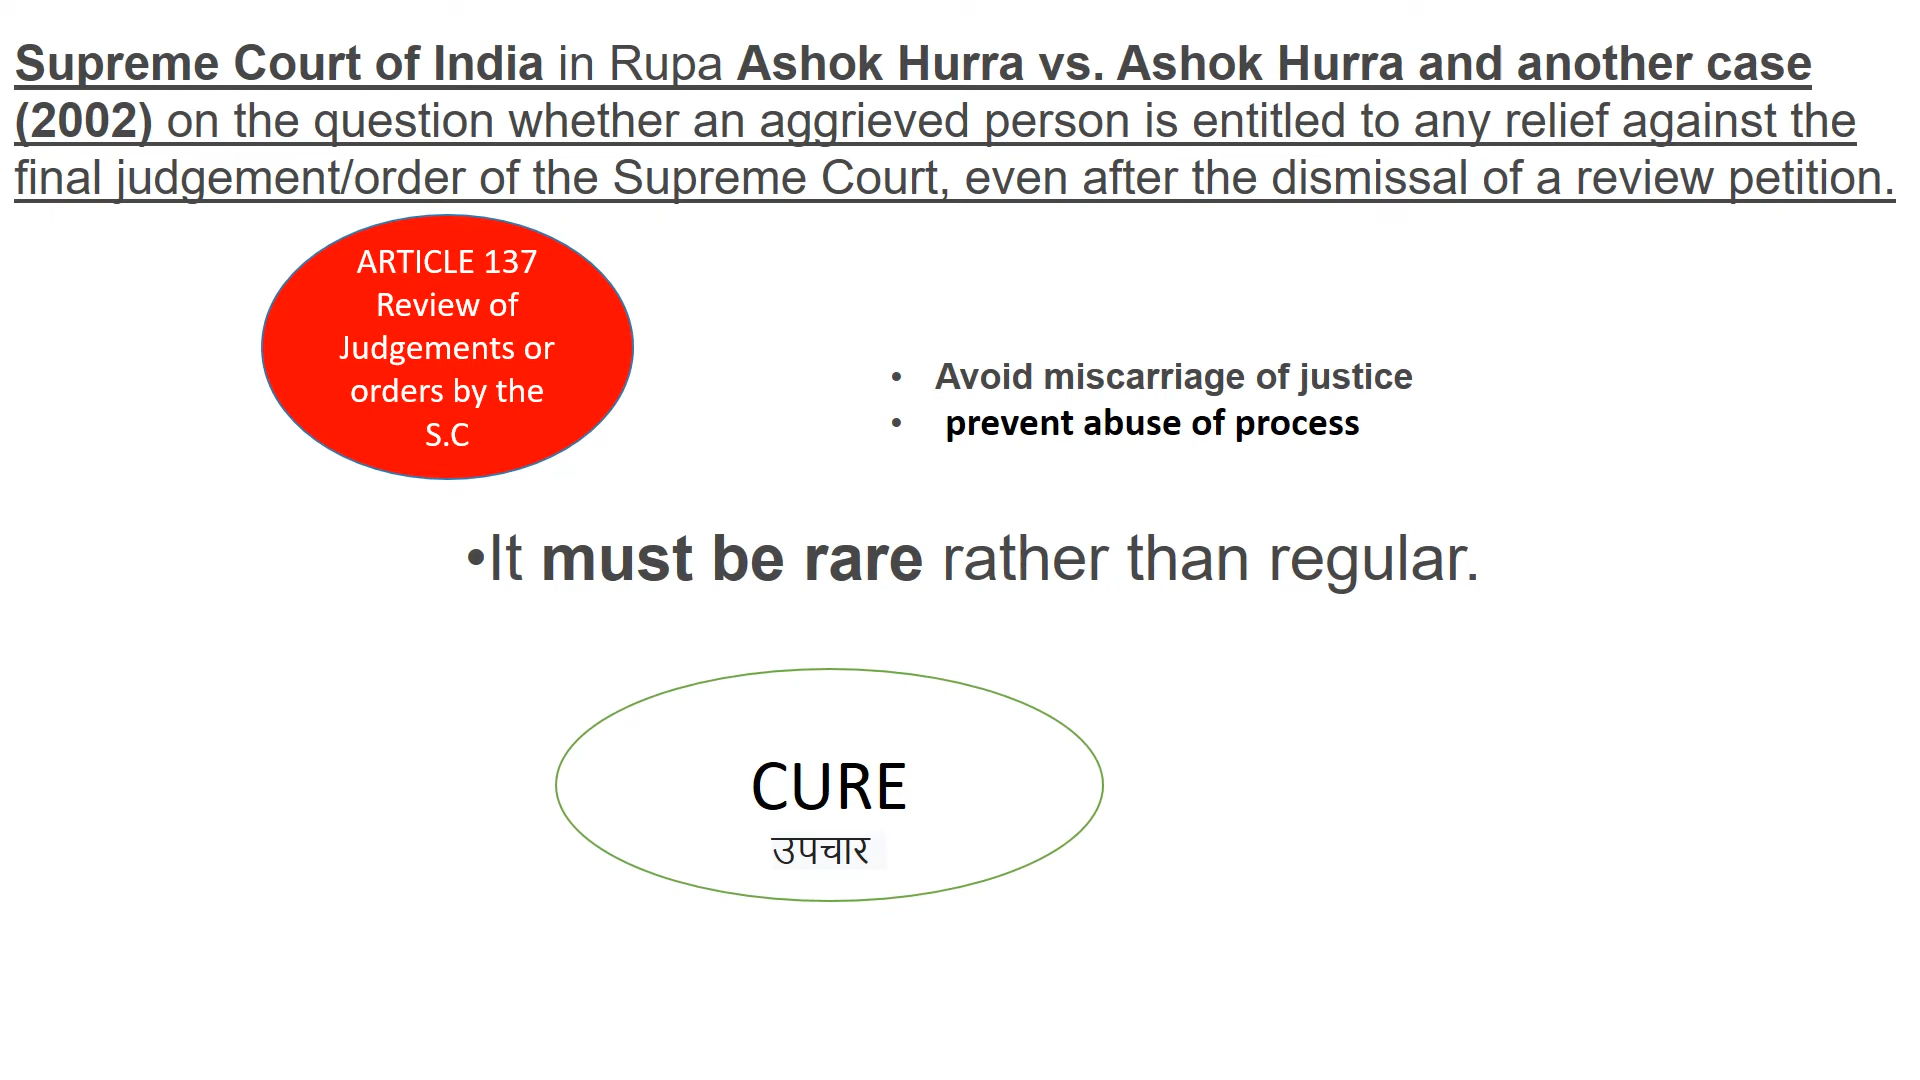 Supreme Court of India in Rupa Ashok Hurra vs. Ashok Hurra and another case
(2002) on the question whether an aggrieved person is entitled to any relief against the
final judgement/order of the Supreme Court, even after the dismissal of a review petition.
ARTICLE 137
Review of
Judgements or
orders by the
S.C
• Avoid miscarriage of justice
• prevent abuse of process
•It must be rare rather than regular.
CURE
उपचार